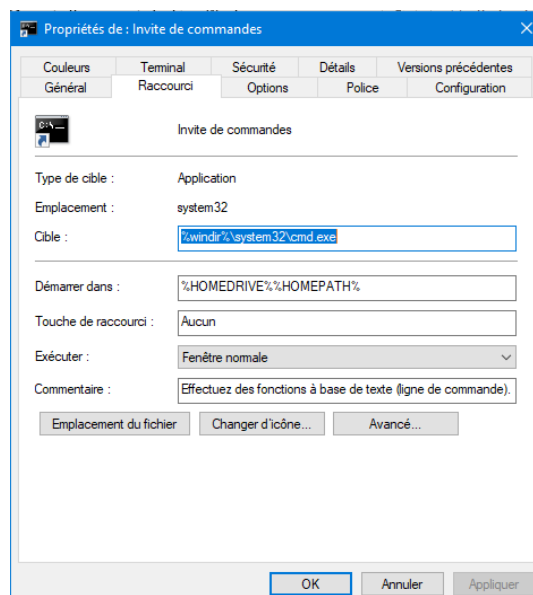 Propriétés de : Invite de commandes
Couleurs Terminal Sécurité Détails Versions précédentes
Général Raccourci Options Police Configuration
C:\
Invite de commandes
Type de cible : Application
Emplacement : system32
Cible : %windir%\system32\cmd.exe
Démarrer dans : %HOMEDRIVE%%HOMEPATH%
Touche de raccourci : Aucun
Exécuter : Fenêtre normale
Commentaire : Effectuez des fonctions à base de texte (ligne de commande).
Emplacement du fichier Changer d'icône... Avancé...
OK Annuler Appliquer